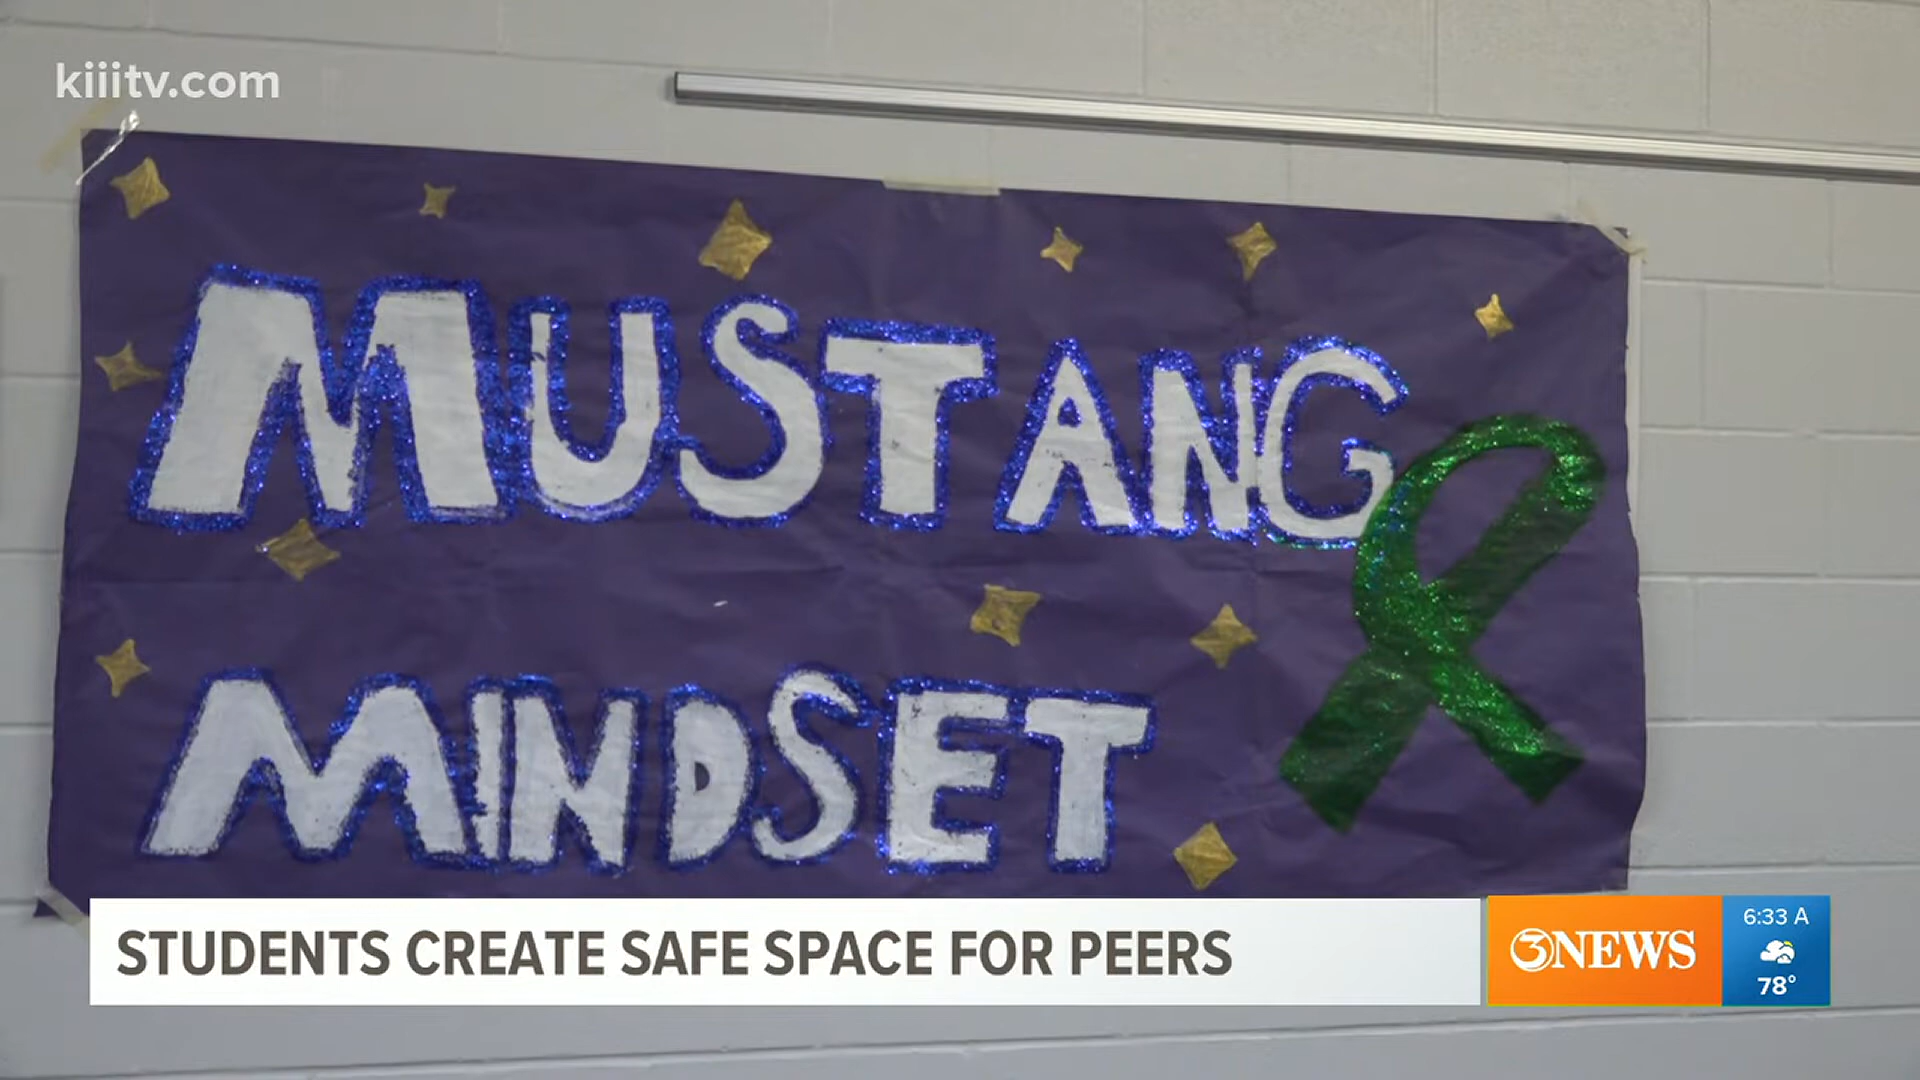 kiiitv.com
MUSTANG
MINDSET
STUDENTS CREATE SAFE SPACE FOR PEERS
3NEWS
6:33 A
78°